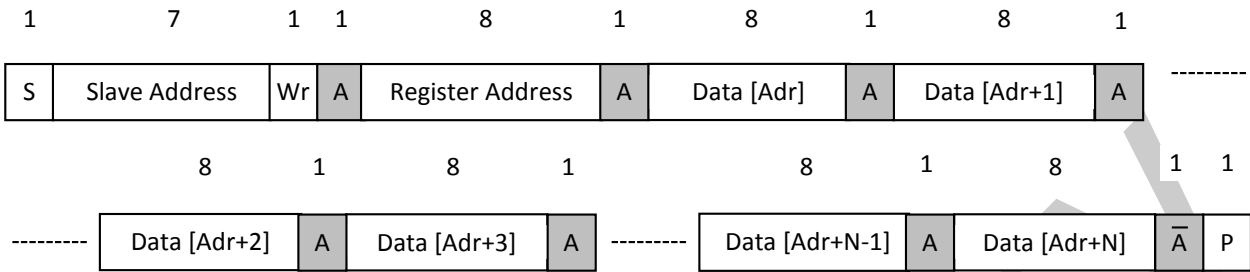 1 7 1 1 8 1 8 1 8 1
S Slave Address Wr A Register Address A Data [Adr] A Data [Adr+1] A
8 1 8 1 8 1 8 1 1
Data [Adr+2] A Data [Adr+3] A Data [Adr+N-1] A Data [Adr+N] A̅ P